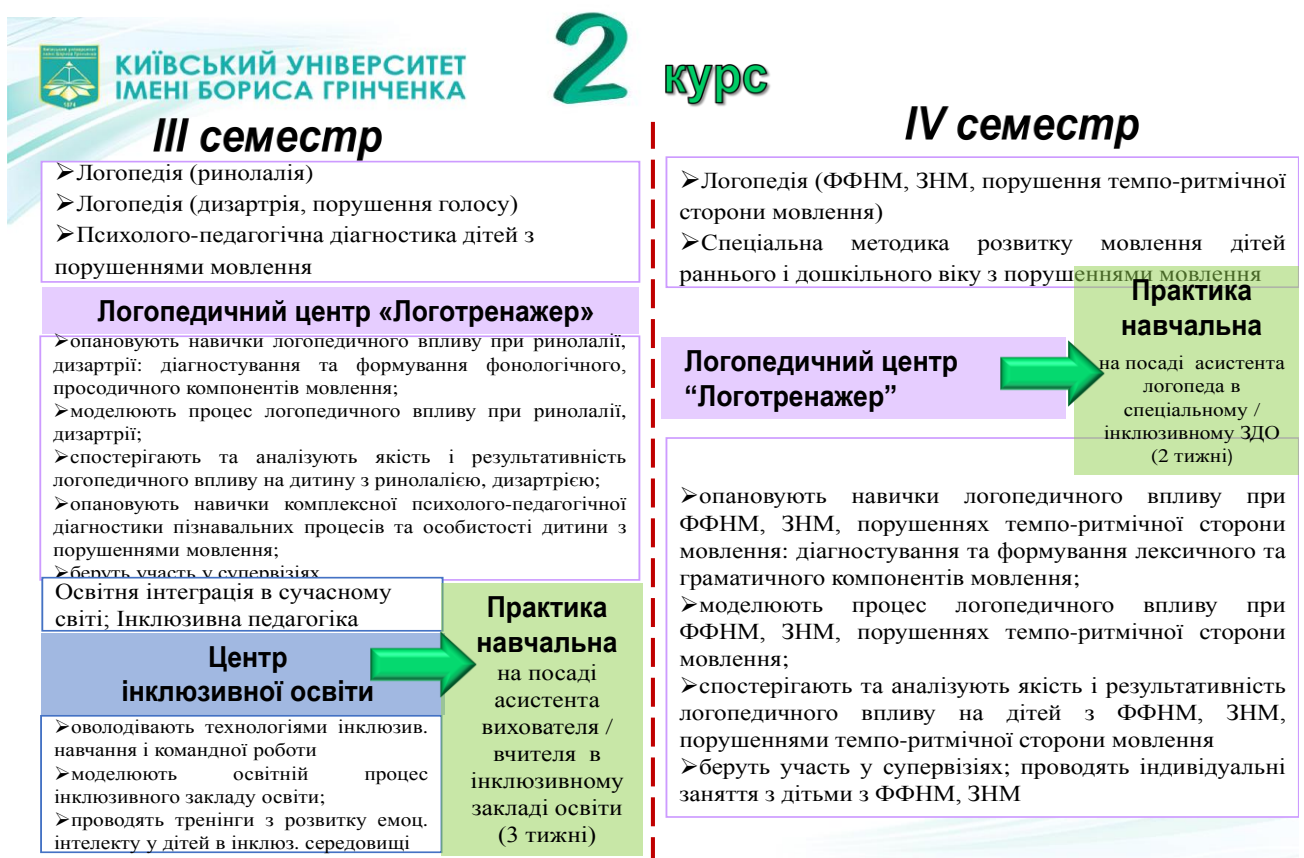 КИЇВСЬКИЙ УНІВЕРСИТЕТ
ІМЕНІ БОРИСА ГРІНЧЕНКА
2 курс
III семестр
➢Логопедія (ринолалія)
➢Логопедія (дизартрія, порушення голосу)
➢Психолого-педагогічна діагностика дітей з
порушеннями мовлення
Логопедичний центр «Логотренажер»
➢опановують навички логопедичного впливу при ринолалії,
дизартрії: діагностування та формування фонологічного,
просодичного компонентів мовлення;
➢моделюють процес логопедичного впливу при ринолалії,
дизартрії;
➢спостерігають та аналізують якість і результативність
логопедичного впливу на дитину з ринолалією, дизартрією;
➢опановують навички комплексної психолого-педагогічної
діагностики пізнавальних процесів та особистості дитини з
порушеннями мовлення;
➢беруть участь у супервізіях
Освітня інтеграція в сучасному
світі; Інклюзивна педагогіка
Центр
інклюзивної освіти
➢оволодівають технологіями інклюзив.
навчання і командної роботи
➢моделюють освітній процес
інклюзивного закладу освіти;
➢проводять тренінги з розвитку емоц.
інтелекту у дітей в інклюз. середовищі
Практика
навчальна
на посаді
асистента
вихователя /
вчителя в
інклюзивному
закладі освіти
(3 тижні)
IV семестр
➢Логопедія (ФФНМ, ЗНМ, порушення темпо-ритмічної
сторони мовлення)
➢Спеціальна методика розвитку мовлення дітей
раннього і дошкільного віку з порушеннями мовлення
Логопедичний центр
“Логотренажер”
Практика
навчальна
на посаді асистента
логопеда в
спеціальному /
інклюзивному ЗДО
(2 тижні)
➢опановують навички логопедичного впливу при
ФФНМ, ЗНМ, порушеннях темпо-ритмічної сторони
мовлення: діагностування та формування лексичного та
граматичного компонентів мовлення;
➢моделюють процес логопедичного впливу при
ФФНМ, ЗНМ, порушеннях темпо-ритмічної сторони
мовлення;
➢спостерігають та аналізують якість і результативність
логопедичного впливу на дітей з ФФНМ, ЗНМ,
порушеннями темпо-ритмічної сторони мовлення
➢беруть участь у супервізіях; проводять індивідуальні
заняття з дітьми з ФФНМ, ЗНМ